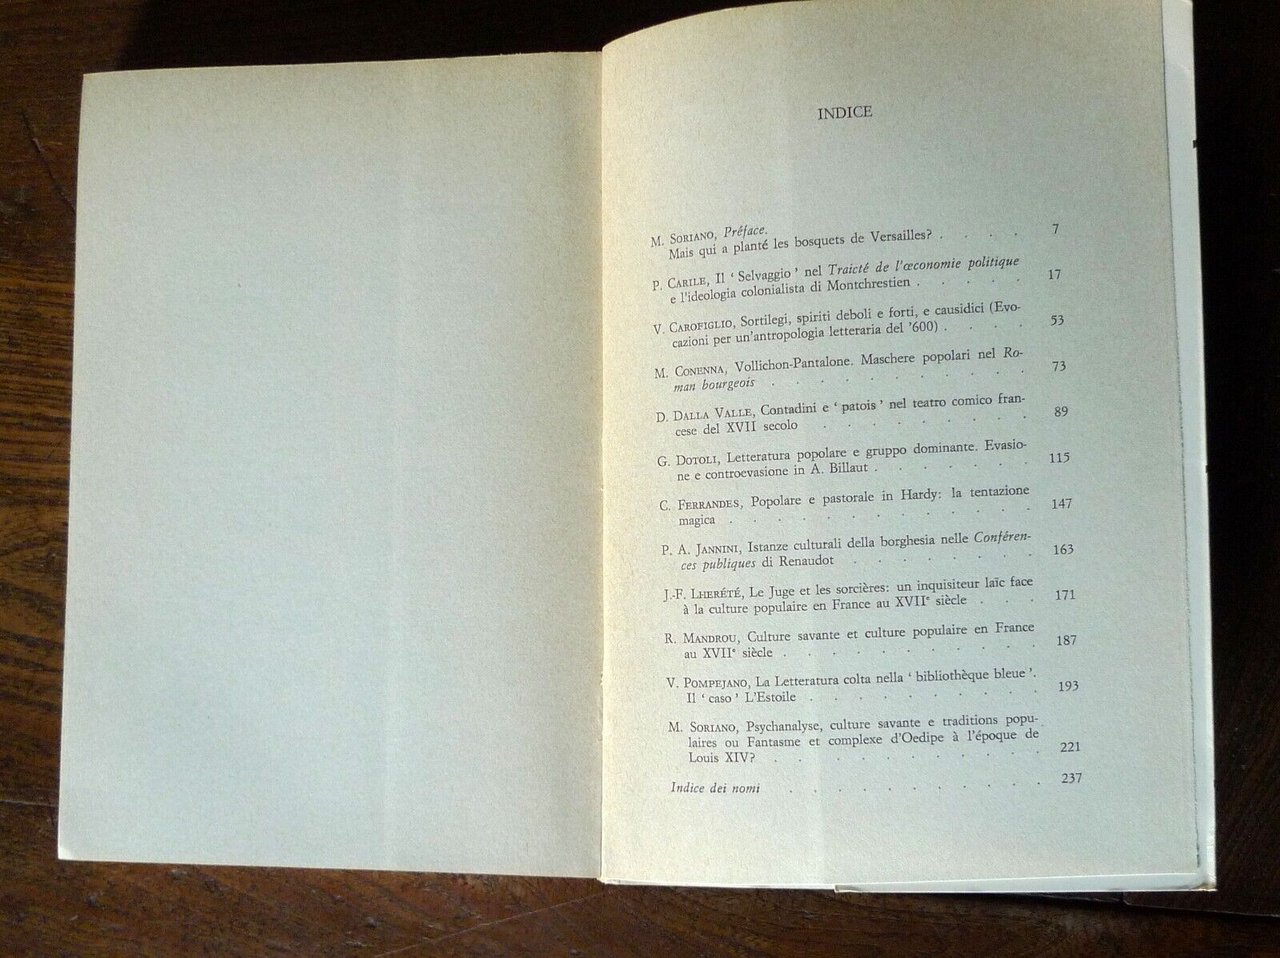 INDICE
M. SORIANO, Préface.
Mais qui a planté les bosquets de Versailles? . . . . 7
P. CARILE, Il ‘ Selvaggio ’ nel Traicté de l’œconomie politique
e l’ideologia colonialista di Montchrestien . . . . . 17
V. CAROFIGLIO, Sortilegi, spiriti deboli e forti, e causidici (Evo-
cazioni per un’antropologia letteraria del ’600) . . . . 53
M. CONENNA, Vollichon-Pantalone. Maschere popolari nel Ro-
man bourgeois . . . . . . . . . . . 73
D. DALLA VALLE, Contadini e ‘ patois ’ nel teatro comico fran-
cese del XVII secolo . . . . . . . . . 89
G. DOTOLI, Letteratura popolare e gruppo dominante. Evasio-
ne e controevasione in A. Billaut . . . . . . . 115
C. FERRANDES, Popolare e pastorale in Hardy: la tentazione
magica . . . . . . . . . . . . . 147
P. A. JANNINI, Istanze culturali della borghesia nelle Conféren-
ces publiques di Renaudot . . . . . . . . 163
J.-F. LHERÉTÉ, Le Juge et les sorcières: un inquisiteur laïc face
à la culture populaire en France au XVIIe siècle . . . 171
R. MANDROU, Culture savante et culture populaire en France
au XVIIe siècle . . . . . . . . . . . 187
V. POMPEJANO, La Letteratura colta nella ‘ bibliothèque bleue ’.
Il ‘ caso ’ L’Estoile . . . . . . . . . . 193
M. SORIANO, Psychanalyse, culture savante e traditions popu-
laires ou Fantasme et complexe d’Oedipe à l’époque de
Louis XIV? . . . . . . . . . . . 221
Indice dei nomi . . . . . . . . . . . 237